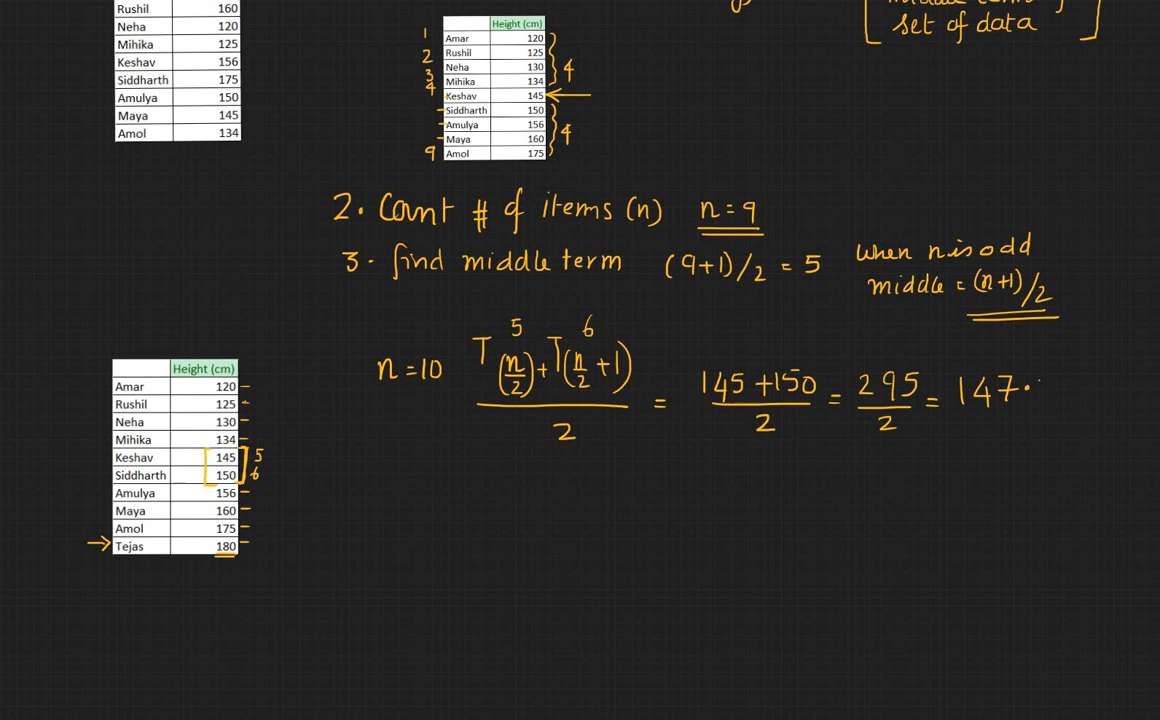 Rushil 160
Neha 120
Mihika 125
Keshav 156
Siddharth 175
Amulya 150
Maya 145
Amol 134
set of data
Height (cm)
1 Amar 120
2 Rushil 125
3 Neha 130
4 Mihika 134
4
Keshav 145
Siddharth 150
Amulya 156
Maya 160
9 Amol 175
4
2. Count # of items (n) n = 9
3. find middle term (9+1)/2 = 5
when n is odd
middle = (n+1)/2
n = 10
5 6
T(n/2) + T(n/2 + 1) / 2 = 145 + 150 / 2 = 295 / 2 = 147.
Height (cm)
Amar 120
Rushil 125
Neha 130
Mihika 134
Keshav 145 5
Siddharth 150 6
Amulya 156
Maya 160
Amol 175
→ Tejas 180